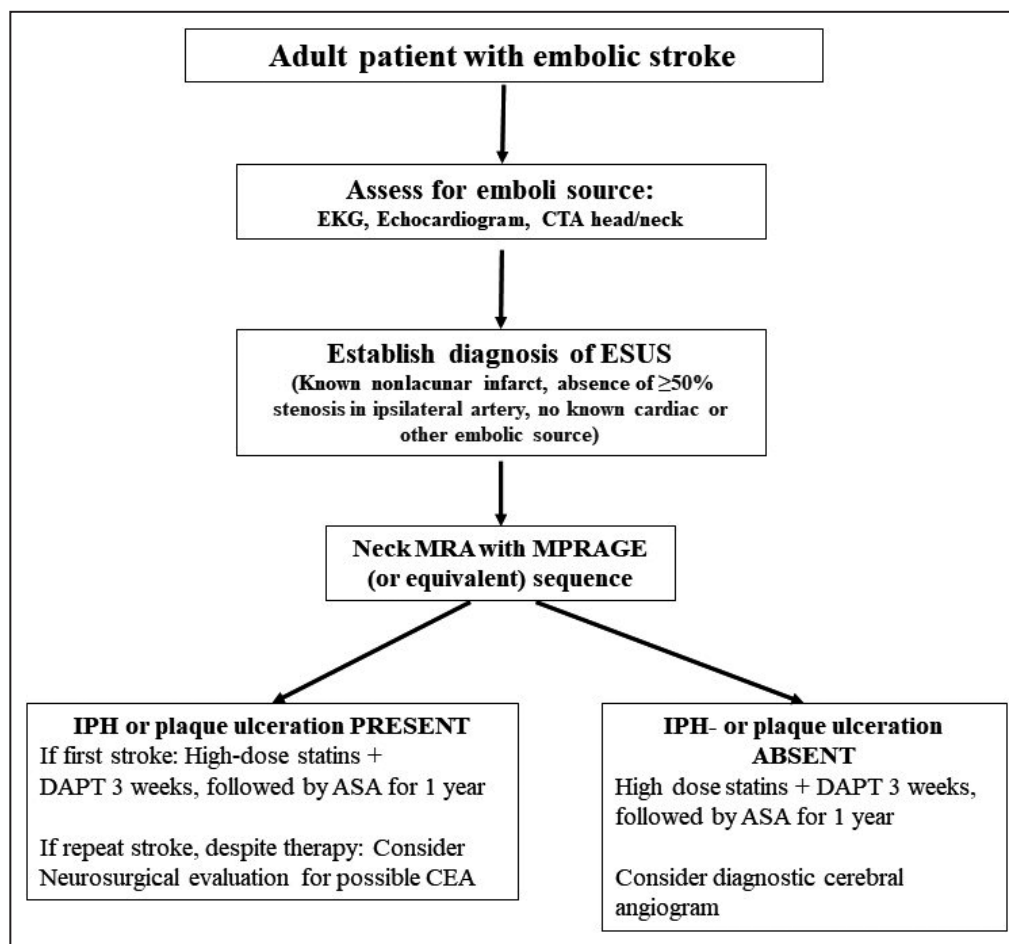 Adult patient with embolic stroke
Assess for emboli source:
EKG, Echocardiogram, CTA head/neck
Establish diagnosis of ESUS
(Known nonlacunar infarct, absence of ≥50%
stenosis in ipsilateral artery, no known cardiac or
other embolic source)
Neck MRA with MPRAGE
(or equivalent) sequence
IPH or plaque ulceration PRESENT
If first stroke: High-dose statins +
DAPT 3 weeks, followed by ASA for 1 year
If repeat stroke, despite therapy: Consider
Neurosurgical evaluation for possible CEA
IPH- or plaque ulceration
ABSENT
High dose statins + DAPT 3 weeks,
followed by ASA for 1 year
Consider diagnostic cerebral
angiogram